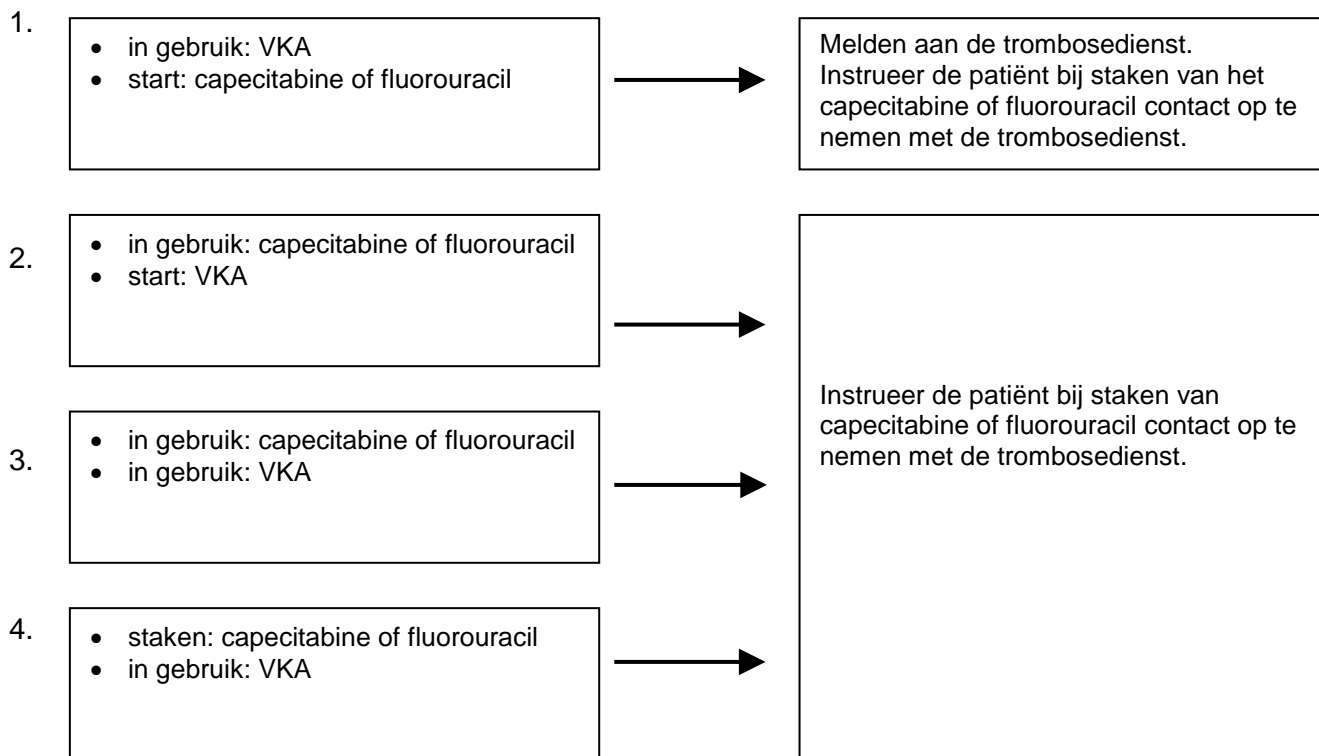 1.
• in gebruik: VKA
• start: capecitabine of fluorouracil
Melden aan de trombosedienst.
Instrueer de patiënt bij staken van het
capecitabine of fluorouracil contact op te
nemen met de trombosedienst.
2.
• in gebruik: capecitabine of fluorouracil
• start: VKA
3.
• in gebruik: capecitabine of fluorouracil
• in gebruik: VKA
4.
• staken: capecitabine of fluorouracil
• in gebruik: VKA
Instrueer de patiënt bij staken van
capecitabine of fluorouracil contact op te
nemen met de trombosedienst.